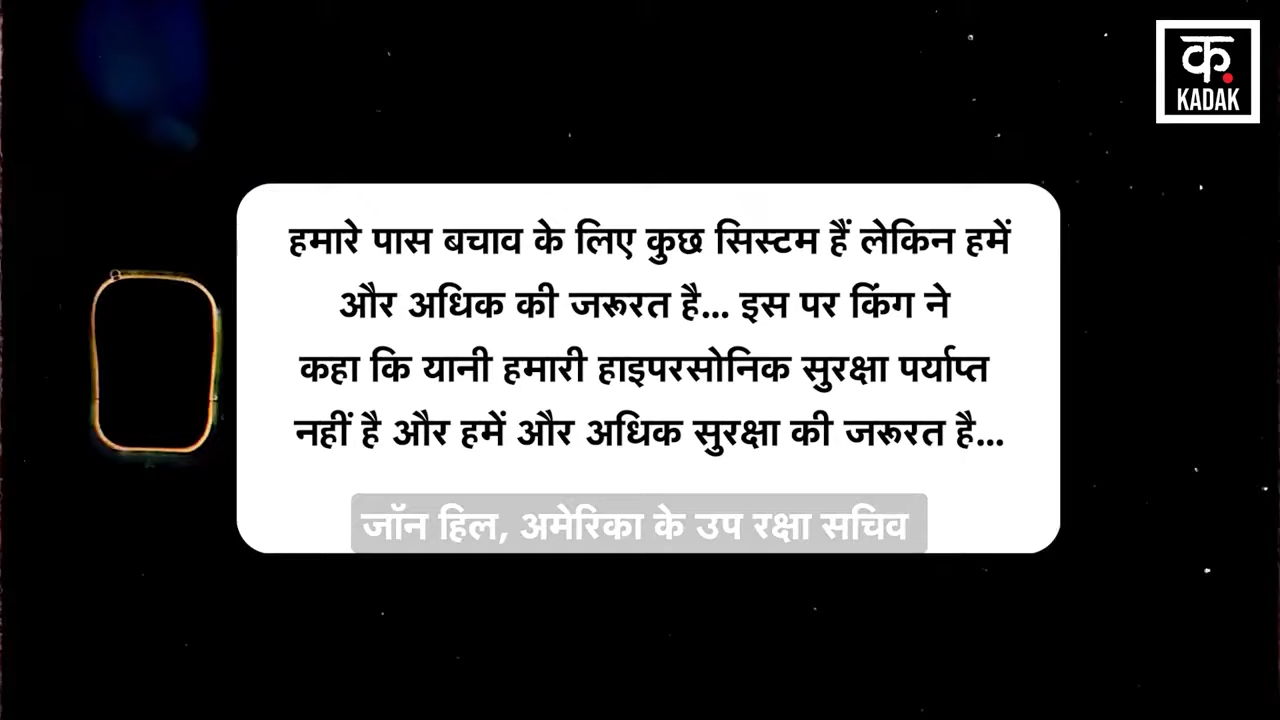 क
KADAK
हमारे पास बचाव के लिए कुछ सिस्टम हैं लेकिन हमें
और अधिक की जरूरत है... इस पर किंग ने
कहा कि यानी हमारी हाइपरसोनिक सुरक्षा पर्याप्त
नहीं है और हमें और अधिक सुरक्षा की जरूरत है...
जॉन हिल, अमेरिका के उप रक्षा सचिव